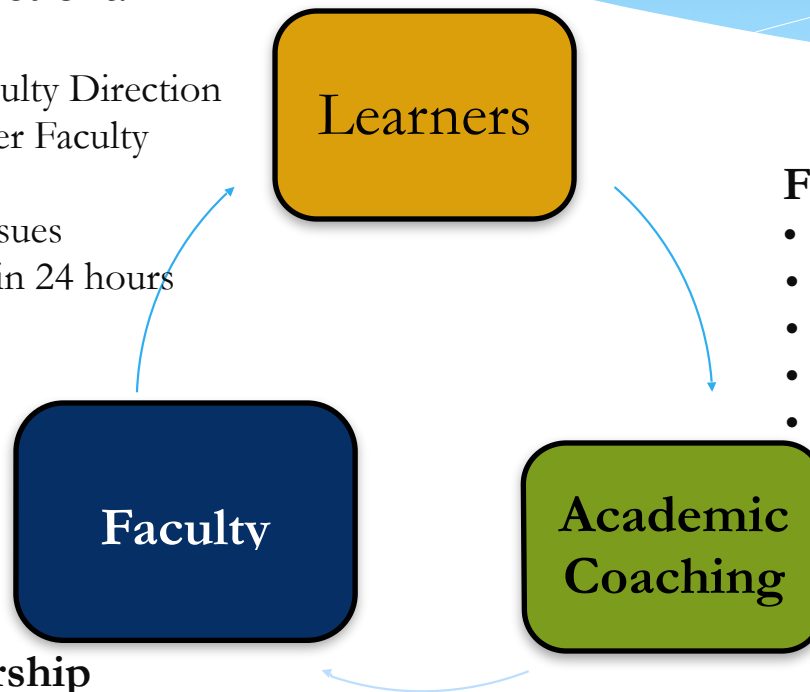 Learners
ulty Direction
er Faculty
sues
in 24 hours
F
•
•
•
•
•
Faculty
Academic
Coaching
rship